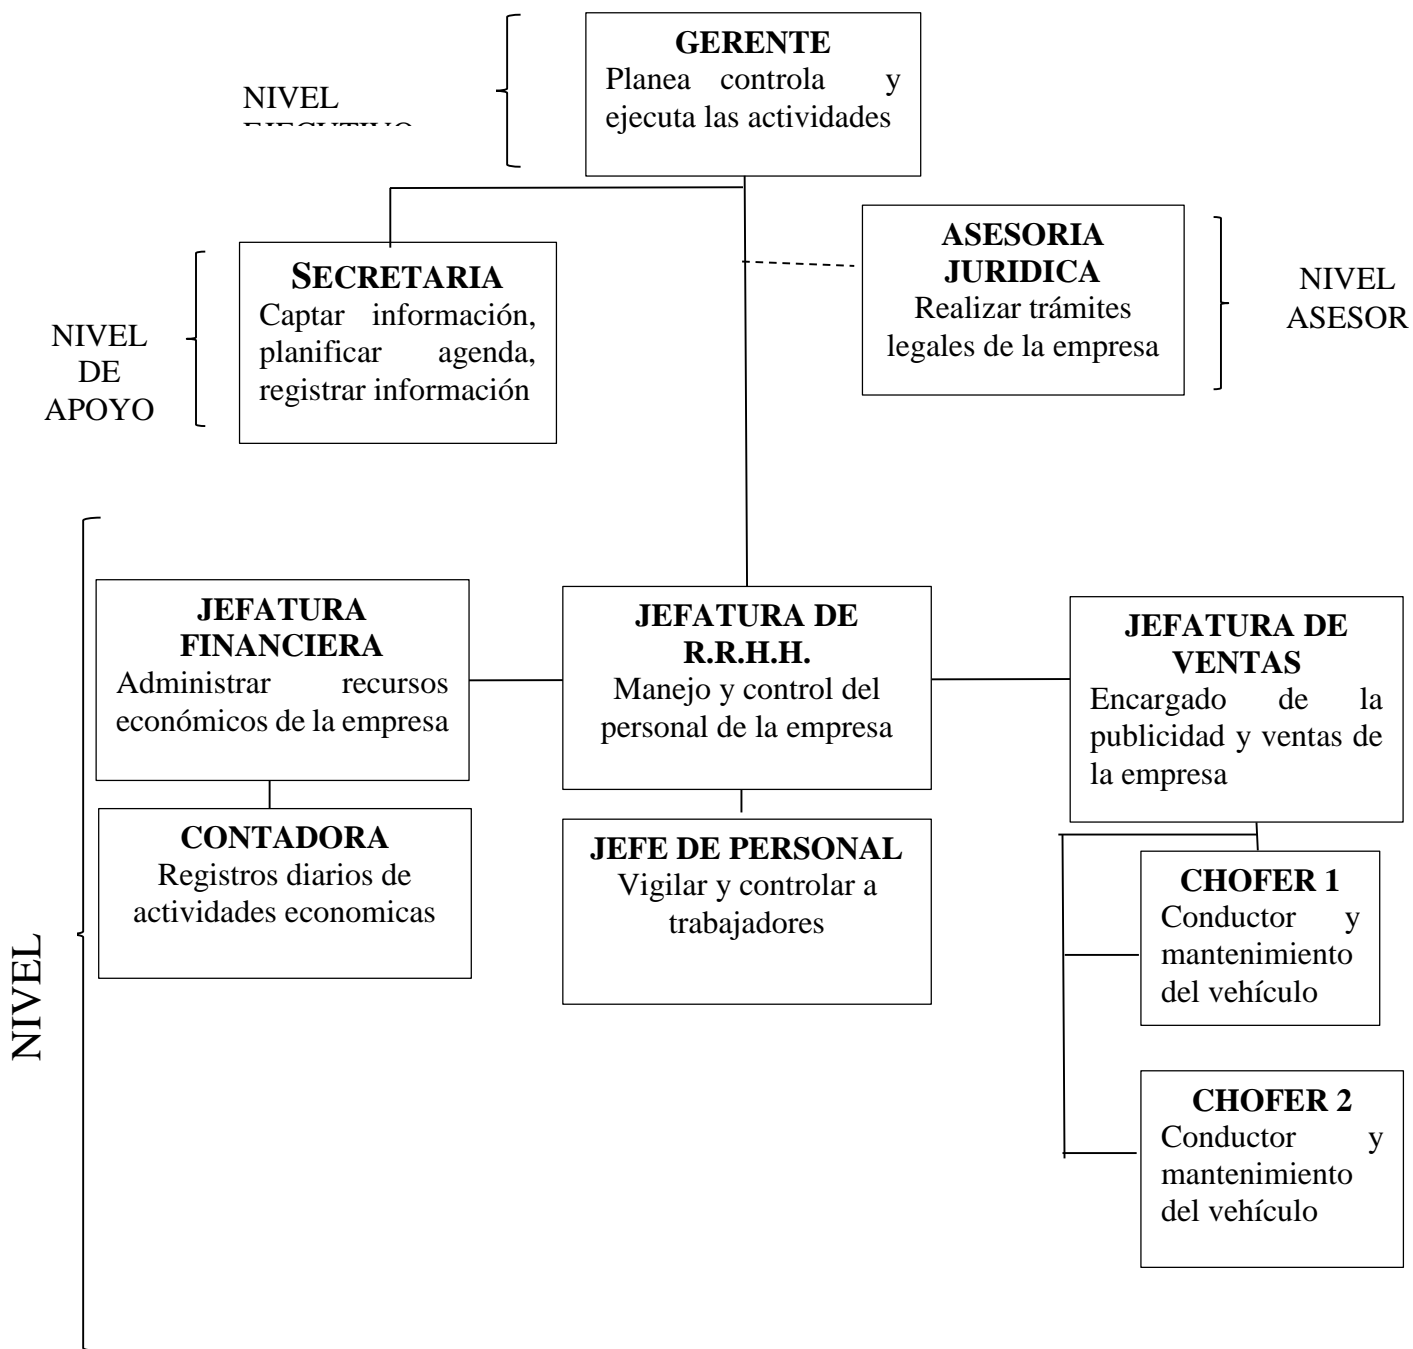 GERENTE
Planea controla y
ejecuta las actividades
NIVEL
ASESORIA
JURIDICA
Realizar trámites
legales de la empresa
NIVEL
ASESOR
SECRETARIA
Captar información,
planificar agenda,
registrar información
NIVEL
DE
APOYO
JEFATURA
FINANCIERA
Administrar recursos
económicos de la empresa
JEFATURA DE
R.R.H.H.
Manejo y control del
personal de la empresa
JEFATURA DE
VENTAS
Encargado de la
publicidad y ventas de
la empresa
CONTADORA
Registros diarios de
actividades economicas
JEFE DE PERSONAL
Vigilar y controlar a
trabajadores
CHOFER 1
Conductor y
mantenimiento
del vehículo
NIVEL
CHOFER 2
Conductor y
mantenimiento
del vehículo